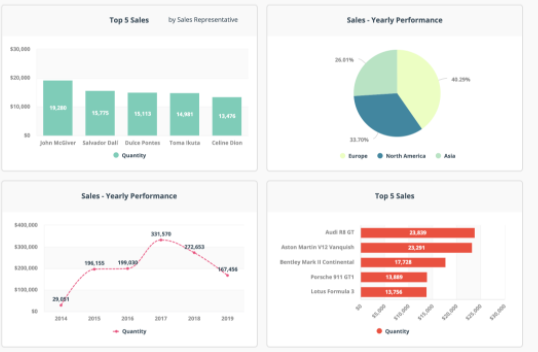 Top 5 Sales by Sales Representative
$30,000
$20,000
$10,000
$0
19,280
15,775
15,113
14,981
13,476
John McGiver Salvador Dali Dulce Pontes Toma Ikuta Celine Dion
Quantity
Sales - Yearly Performance
40.29%
33.70%
26.01%
Europe North America Asia
Sales - Yearly Performance
$400,000
$300,000
$200,000
$100,000
$0
29,081
196,155
199,030
331,570
272,653
167,456
2014 2015 2016 2017 2018 2019
Quantity
Top 5 Sales
Audi R8 GT 23,839
Aston Martin V12 Vanquish 23,291
Bentley Mark II Continental 17,728
Porsche 911 GT1 13,869
Lotus Formula 3 13,756
$0 $5,000 $10,000 $15,000 $20,000 $25,000 $30,000
Quantity